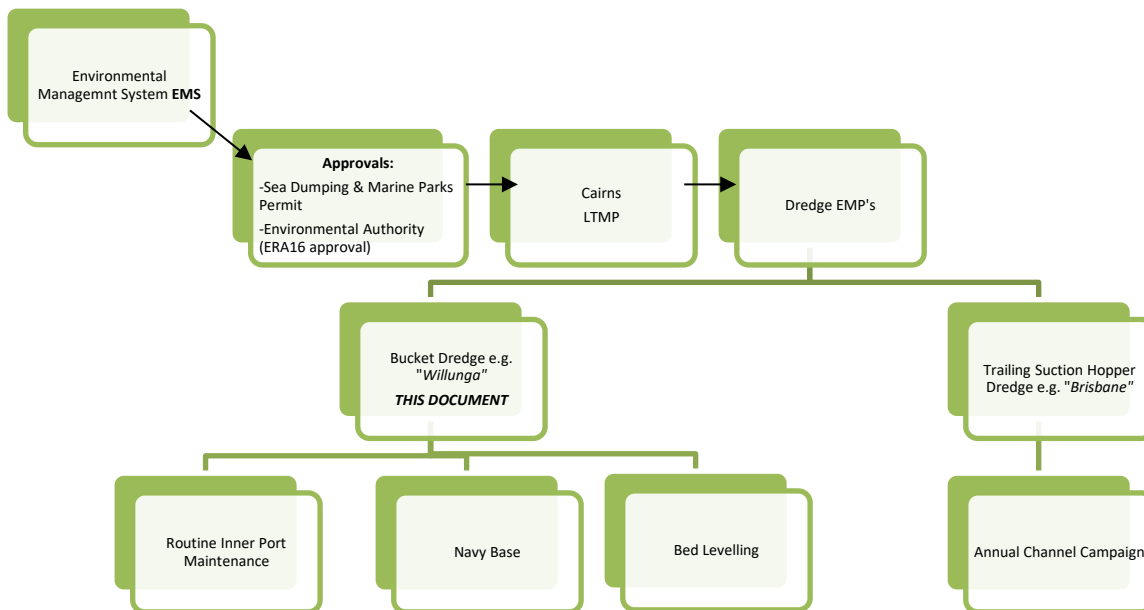 Environmental
Managemnt System EMS
Approvals:
-Sea Dumping & Marine Parks
Permit
-Environmental Authority
(ERA16 approval)
Cairns
LTMP
Dredge EMP's
Bucket Dredge e.g.
"Willunga"
THIS DOCUMENT
Trailing Suction Hopper
Dredge e.g. "Brisbane"
Routine Inner Port
Maintenance
Navy Base
Bed Levelling
Annual Channel Campaign